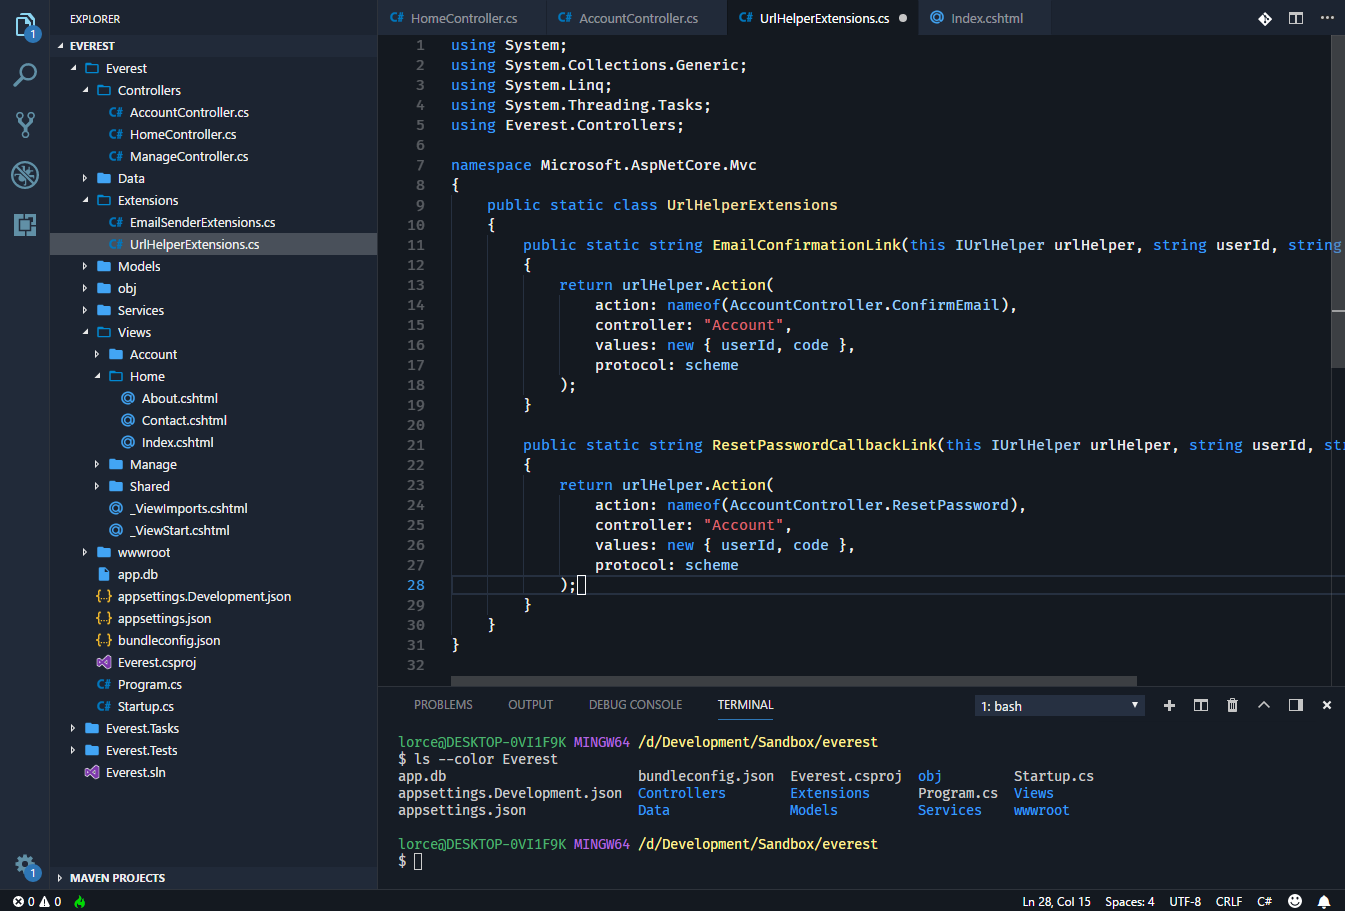 EXPLORER
EVEREST
Everest
Controllers
C# AccountController.cs
C# HomeController.cs
C# ManageController.cs
Data
Extensions
C# EmailSenderExtensions.cs
C# UrlHelperExtensions.cs
Models
obj
Services
Views
Account
Home
@ About.cshtml
@ Contact.cshtml
@ Index.cshtml
Manage
Shared
@ _ViewImports.cshtml
@ _ViewStart.cshtml
wwwroot
app.db
{..} appsettings.Development.json
{..} appsettings.json
{..} bundleconfig.json
Everest.csproj
C# Program.cs
C# Startup.cs
Everest.Tasks
Everest.Tests
Everest.sln
MAVEN PROJECTS
1
1
C# HomeController.cs C# AccountController.cs C# UrlHelperExtensions.cs @ Index.cshtml
1 using System;
2 using System.Collections.Generic;
3 using System.Linq;
4 using System.Threading.Tasks;
5 using Everest.Controllers;
6
7 namespace Microsoft.AspNetCore.Mvc
8 {
9 public static class UrlHelperExtensions
10 {
11 public static string EmailConfirmationLink(this IUrlHelper urlHelper, string userId, string
12 {
13 return urlHelper.Action(
14 action: nameof(AccountController.ConfirmEmail),
15 controller: "Account",
16 values: new { userId, code },
17 protocol: scheme
18 );
19 }
20
21 public static string ResetPasswordCallbackLink(this IUrlHelper urlHelper, string userId, str
22 {
23 return urlHelper.Action(
24 action: nameof(AccountController.ResetPassword),
25 controller: "Account",
26 values: new { userId, code },
27 protocol: scheme
28 );
29 }
30 }
31 }
32
PROBLEMS OUTPUT DEBUG CONSOLE TERMINAL 1: bash
lorce@DESKTOP-0VI1F9K MINGW64 /d/Development/Sandbox/everest
$ ls --color Everest
app.db bundleconfig.json Everest.csproj obj Startup.cs
appsettings.Development.json Controllers Extensions Program.cs Views
appsettings.json Data Models Services wwwroot
lorce@DESKTOP-0VI1F9K MINGW64 /d/Development/Sandbox/everest
$
0 0 Ln 28, Col 15 Spaces: 4 UTF-8 CRLF C#